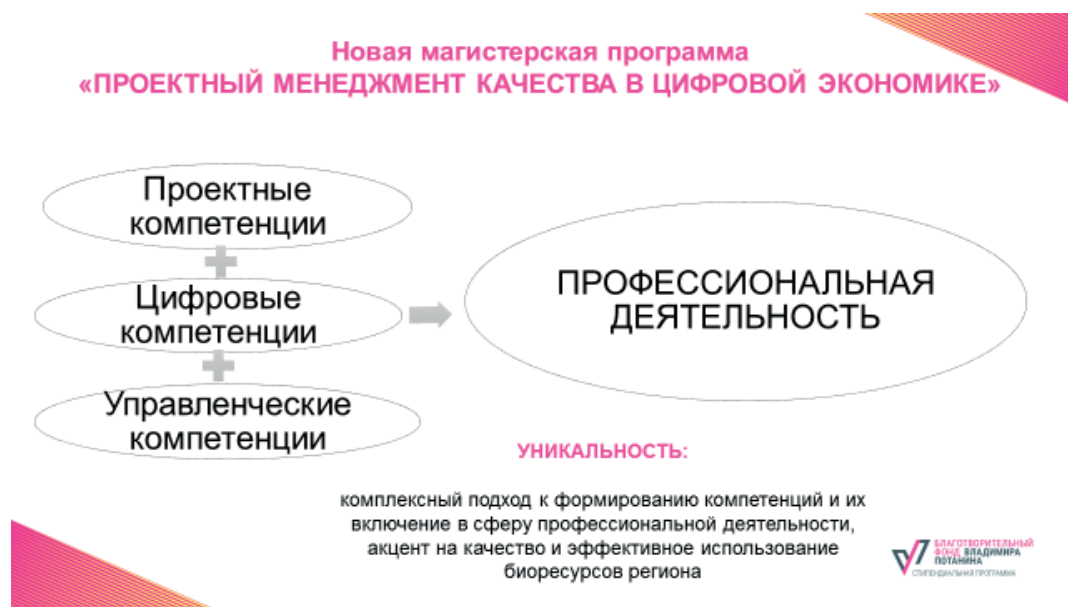 Новая магистерская программа
«ПРОЕКТНЫЙ МЕНЕДЖМЕНТ КАЧЕСТВА В ЦИФРОВОЙ ЭКОНОМИКЕ»
Проектные
компетенции
Цифровые
компетенции
Управленческие
компетенции
ПРОФЕССИОНАЛЬНАЯ
ДЕЯТЕЛЬНОСТЬ
УНИКАЛЬНОСТЬ:
комплексный подход к формированию компетенций и их
включение в сферу профессиональной деятельности,
акцент на качество и эффективное использование
биоресурсов региона
БЛАГОТВОРИТЕЛЬНЫЙ
ФОНД ВЛАДИМИРА
ПОТАНИНА
СТИПЕНДИАЛЬНАЯ ПРОГРАММА